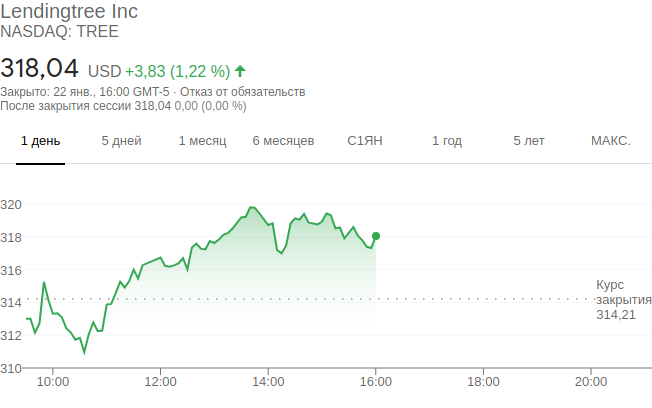 Lendingtree Inc
NASDAQ: TREE
318,04 USD +3,83 (1,22 %)
Закрыто: 22 янв., 16:00 GMT-5 · Отказ от обязательств
После закрытия сессии 318,04 0,00 (0,00 %)
1 день 5 дней 1 месяц 6 месяцев С1ЯН 1 год 5 лет МАКС.
320
318
316
314
312
310
Курс
закрытия
314,21
10:00 12:00 14:00 16:00 18:00 20:00